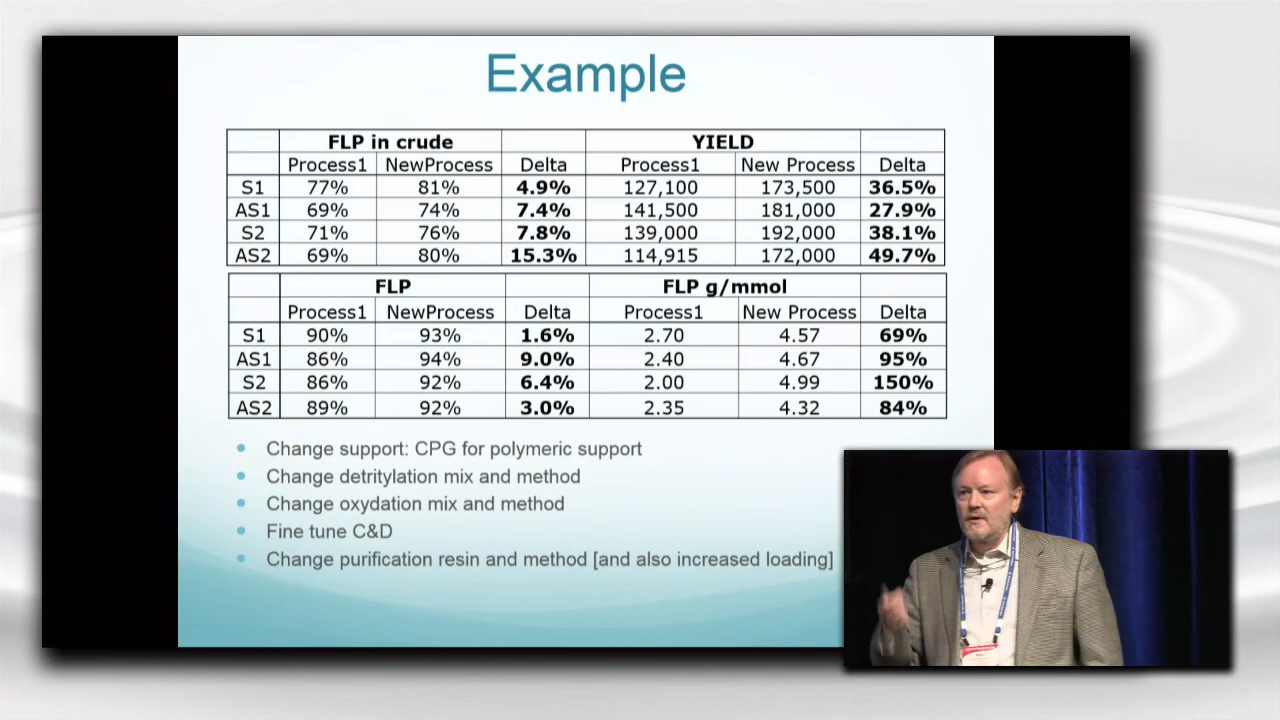 Example
FLP in crude YIELD
Process1 NewProcess Delta Process1 New Process Delta
S1 77% 81% 4.9% 127,100 173,500 36.5%
AS1 69% 74% 7.4% 141,500 181,000 27.9%
S2 71% 76% 7.8% 139,000 192,000 38.1%
AS2 69% 80% 15.3% 114,915 172,000 49.7%
FLP FLP g/mmol
Process1 NewProcess Delta Process1 New Process Delta
S1 90% 93% 1.6% 2.70 4.57 69%
AS1 86% 94% 9.0% 2.40 4.67 95%
S2 86% 92% 6.4% 2.00 4.99 150%
AS2 89% 92% 3.0% 2.35 4.32 84%
• Change support: CPG for polymeric support
• Change detritylation mix and method
• Change oxydation mix and method
• Fine tune C&D
• Change purification resin and method [and also increased loading]